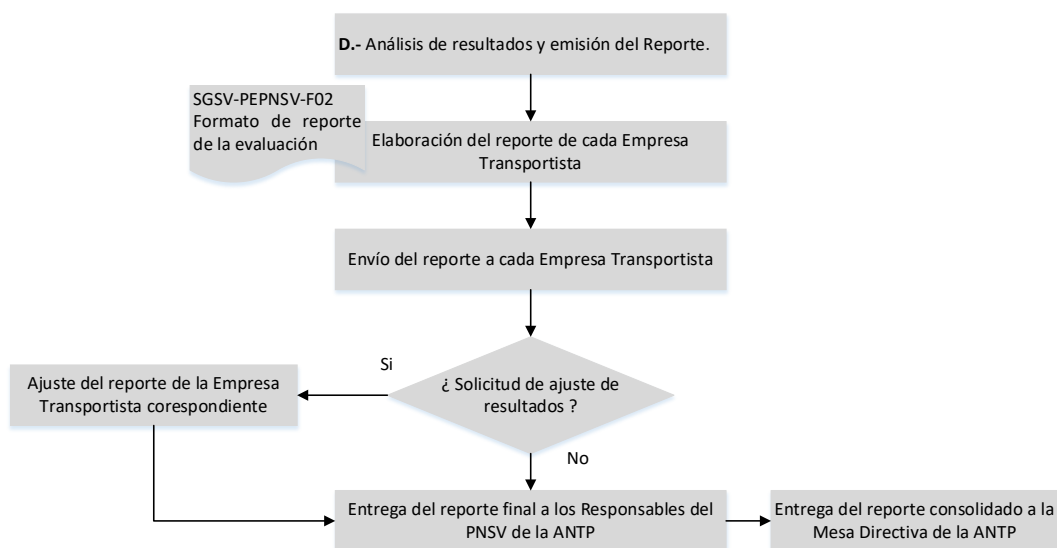 D.- Análisis de resultados y emisión del Reporte.
SGSV-PEPNSV-F02
Formato de reporte
de la evaluación
Elaboración del reporte de cada Empresa
Transportista
Envío del reporte a cada Empresa Transportista
Si
¿ Solicitud de ajuste de
resultados ?
Ajuste del reporte de la Empresa
Transportista corespondiente
No
Entrega del reporte final a los Responsables del
PNSV de la ANTP
Entrega del reporte consolidado a la
Mesa Directiva de la ANTP